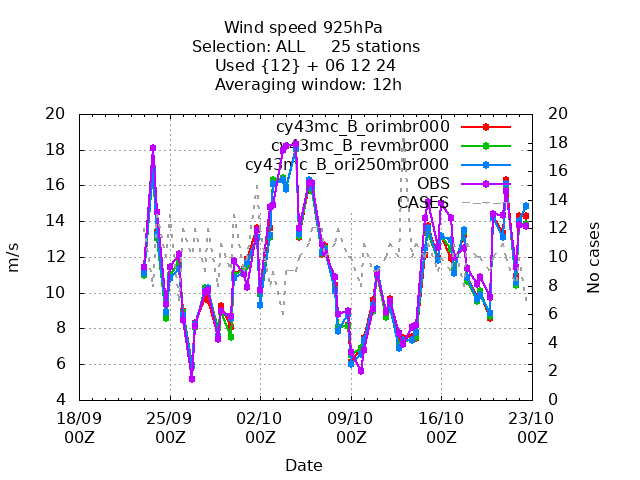 Wind speed 925hPa
Selection: ALL 25 stations
Used {12} + 06 12 24
Averaging window: 12h
cy43mc_B_orimbr000
cy43mc_B_revmbr000
cy43mc_B_ori250mbr000
OBS
CASES
m/s
20
18
16
14
12
10
8
6
4
No cases
20
18
16
14
12
10
8
6
4
2
0
18/09 25/09 02/10 09/10 16/10 23/10
00Z 00Z 00Z 00Z 00Z 00Z
Date